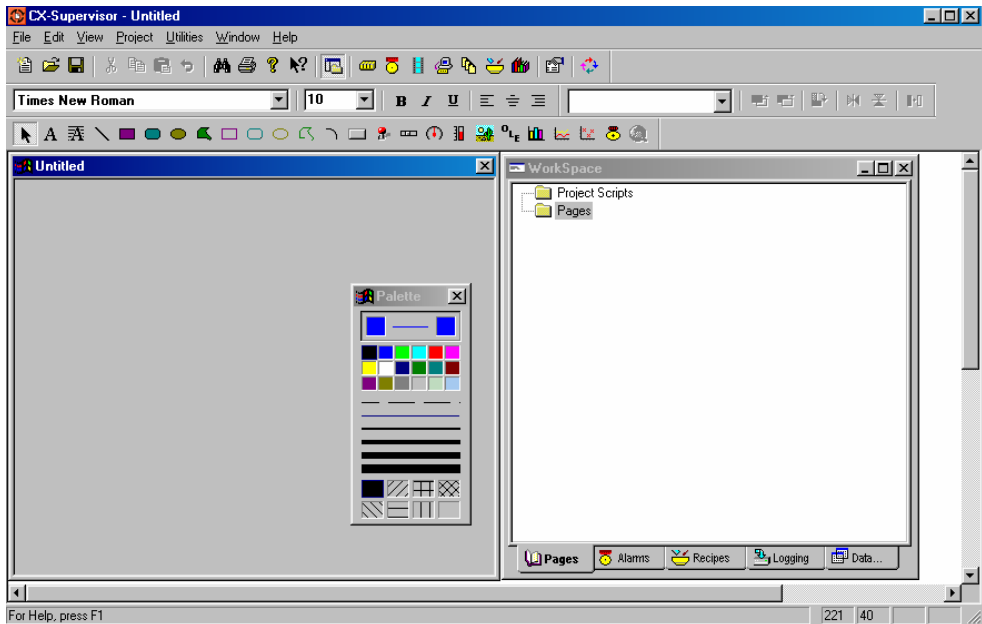 CX-Supervisor - Untitled
File Edit View Project Utilities Window Help
Times New Roman 10 B I U
A A OLE
Untitled
WorkSpace
Project Scripts
Pages
Palette
Pages Alarms Recipes Logging Data...
For Help, press F1 221 40